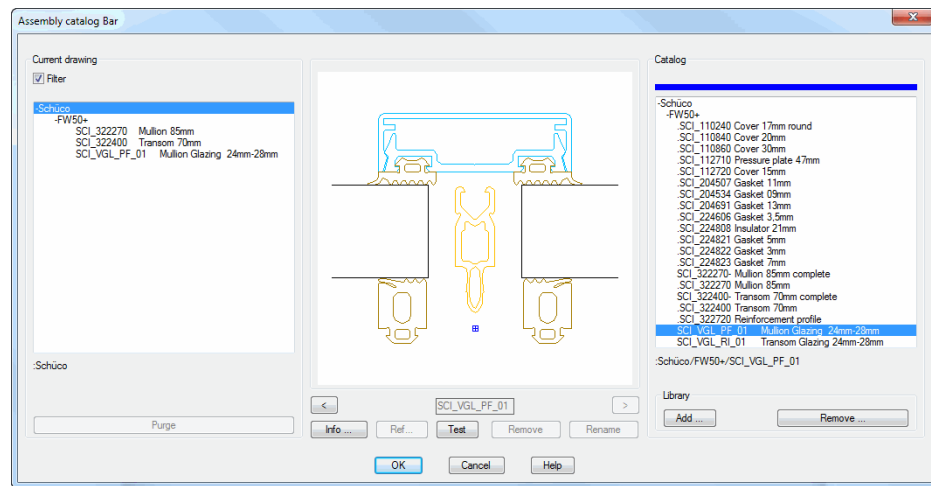 Assembly catalog Bar
Current drawing
Filter
-Schüco
-FW50+
SCI_322270 Mullion 85mm
SCI_322400 Transom 70mm
SCI_VGL_PF_01 Mullion Glazing 24mm-28mm
:Schüco
Purge
<
SCI_VGL_PF_01
>
Info ...
Ref...
Test
Remove
Rename
OK
Cancel
Help
Catalog
-Schüco
-FW50+
.SCI_110240 Cover 17mm round
.SCI_110840 Cover 20mm
.SCI_110860 Cover 30mm
.SCI_112710 Pressure plate 47mm
.SCI_112720 Cover 15mm
.SCI_204507 Gasket 11mm
.SCI_204534 Gasket 09mm
.SCI_204691 Gasket 13mm
.SCI_224606 Gasket 3,5mm
.SCI_224808 Insulator 21mm
.SCI_224821 Gasket 5mm
.SCI_224822 Gasket 3mm
.SCI_224823 Gasket 7mm
SCI_322270- Mullion 85mm complete
.SCI_322270 Mullion 85mm
SCI_322400- Transom 70mm complete
.SCI_322400 Transom 70mm
.SCI_322720 Reinforcement profile
SCI_VGL_PF_01 Mullion Glazing 24mm-28mm
SCI_VGL_RI_01 Transom Glazing 24mm-28mm
:Schüco/FW50+/SCI_VGL_PF_01
Library
Add ...
Remove ...